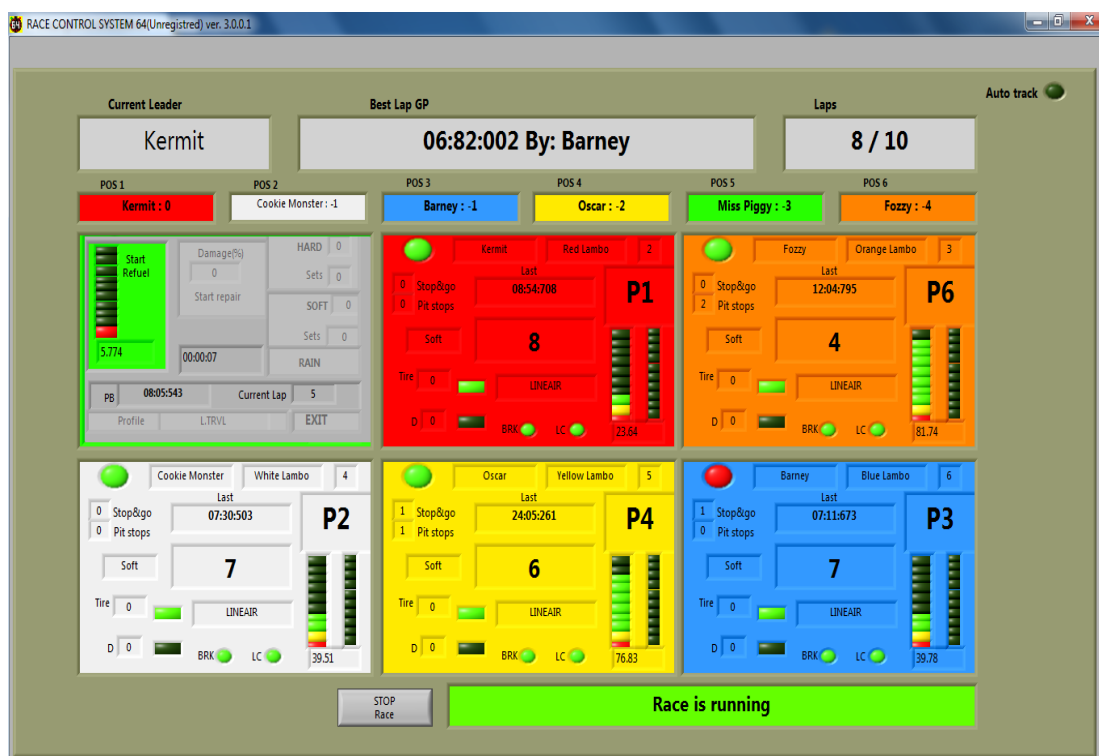 RACE CONTROL SYSTEM 64(Unregistred) ver. 3.0.0.1
Auto track
Current Leader
Best Lap GP
Laps
Kermit
06:82:002 By: Barney
8 / 10
POS 1
POS 2
POS 3
POS 4
POS 5
POS 6
Kermit : 0
Cookie Monster : -1
Barney : -1
Oscar : -2
Miss Piggy : -3
Fozzy : -4
Start
Refuel
5.774
Damage(%)
0
Start repair
00:00:07
HARD 0
Sets 0
SOFT 0
Sets 0
RAIN
PB 08:05:543 Current Lap 5
Profile L.TRVL EXIT
Kermit Red Lambo 2
Last
0 Stop&go 08:54:708 P1
0 Pit stops
Soft 8
Tire 0 LINEAIR
D 0 BRK LC 23.64
Fozzy Orange Lambo 3
Last
0 Stop&go 12:04:795 P6
2 Pit stops
Soft 4
Tire 0 LINEAIR
D 0 BRK LC 81.74
Cookie Monster White Lambo 4
Last
0 Stop&go 07:30:503 P2
0 Pit stops
Soft 7
Tire 0 LINEAIR
D 0 BRK LC 39.51
Oscar Yellow Lambo 5
Last
1 Stop&go 24:05:261 P4
1 Pit stops
Soft 6
Tire 0 LINEAIR
D 0 BRK LC 76.83
Barney Blue Lambo 6
Last
1 Stop&go 07:11:673 P3
0 Pit stops
Soft 7
Tire 0 LINEAIR
D 0 BRK LC 39.78
STOP
Race
Race is running